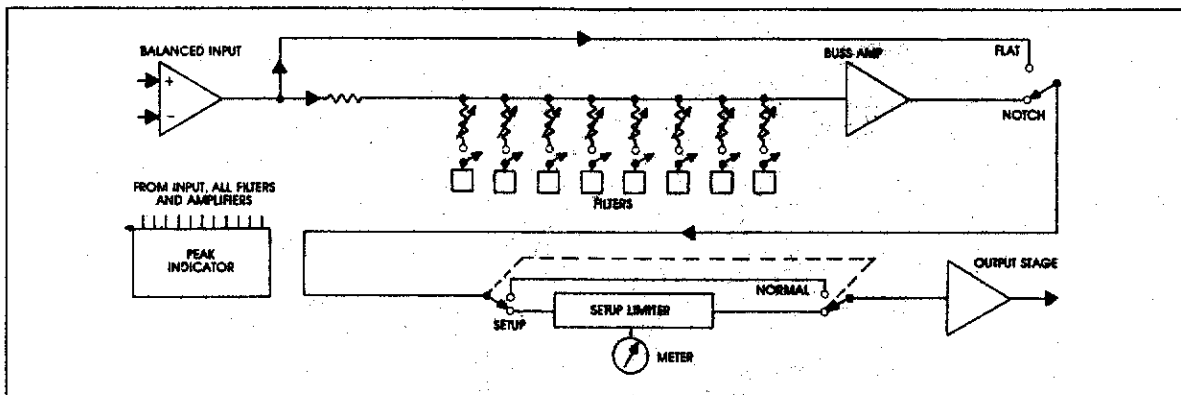 BALANCED INPUT
+
−
FLAT
BUSS AMP
NOTCH
FILTERS
FROM INPUT, ALL FILTERS
AND AMPLIFIERS
PEAK
INDICATOR
NORMAL
SETUP
SETUP LIMITER
METER
OUTPUT STAGE